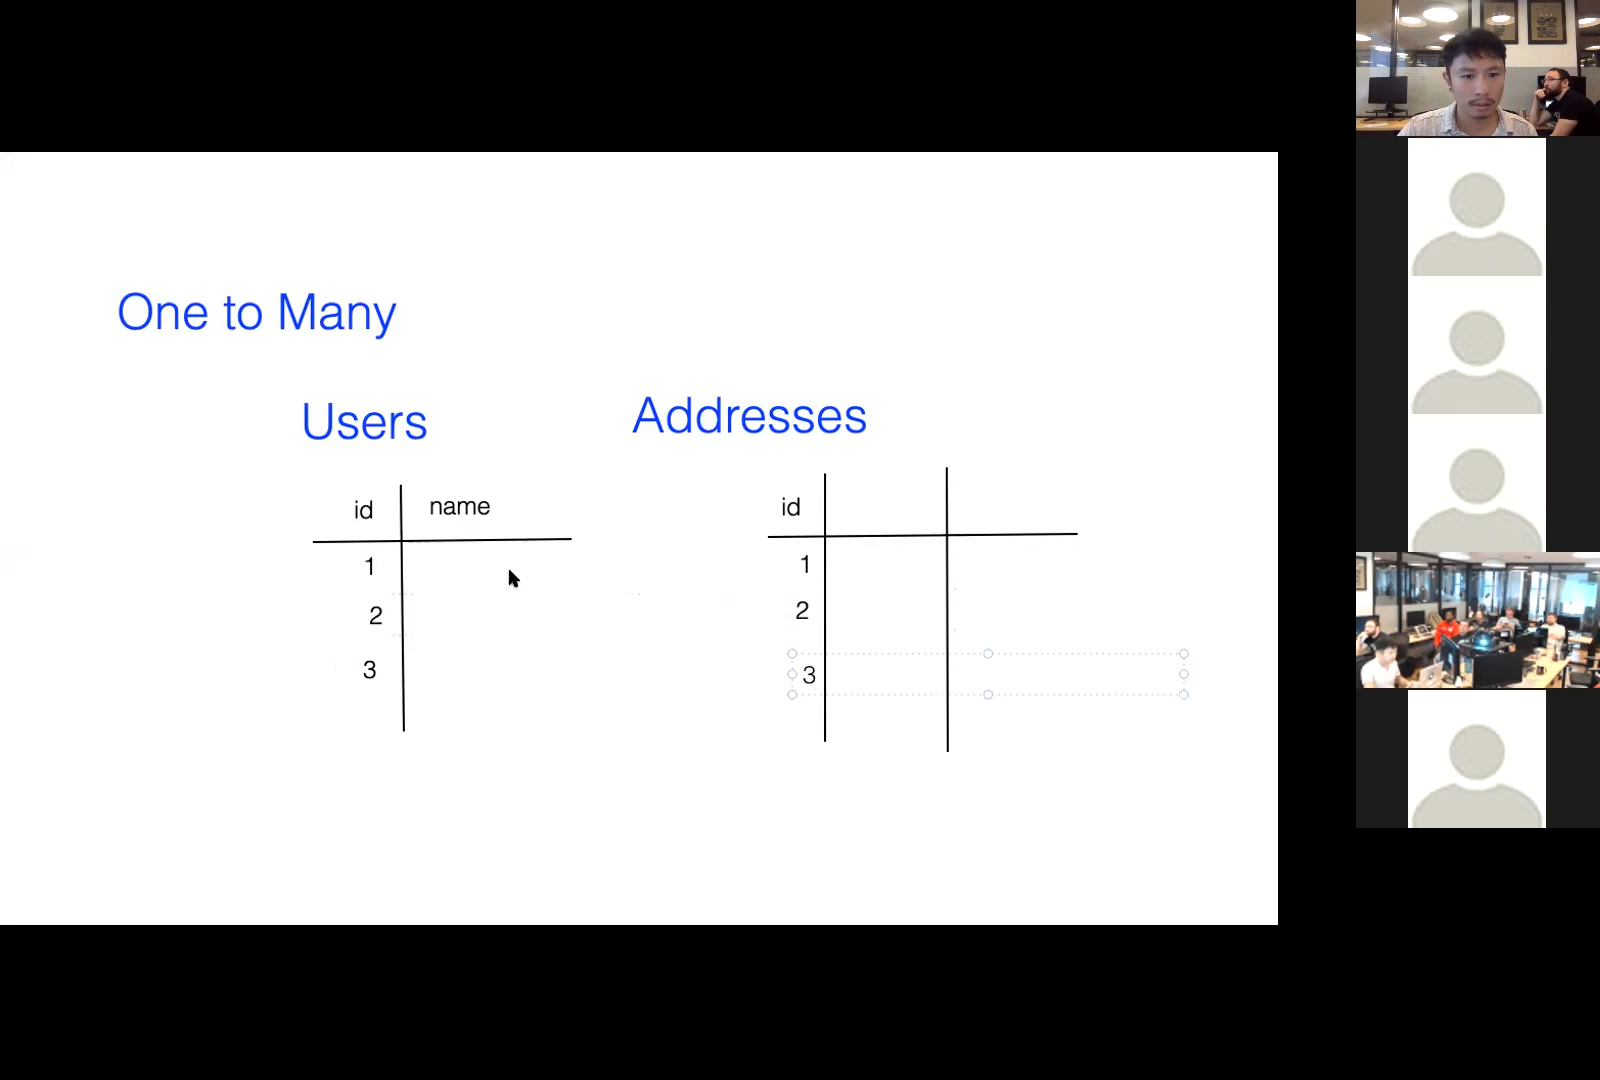 One to Many
Users
Addresses
id name
1
2
3
id
1
2
3